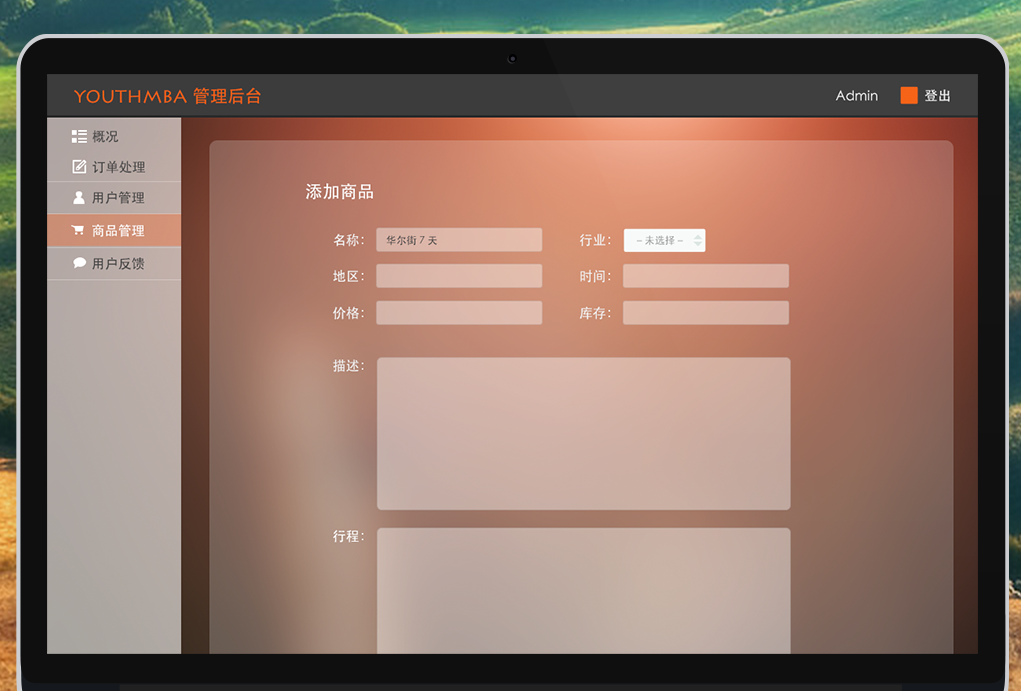 YOUTHMBA 管理后台
Admin 登出
概况
订单处理
用户管理
商品管理
用户反馈
添加商品
名称： 华尔街 7 天 行业： – 未选择 –
地区： 时间：
价格： 库存：
描述：
行程：